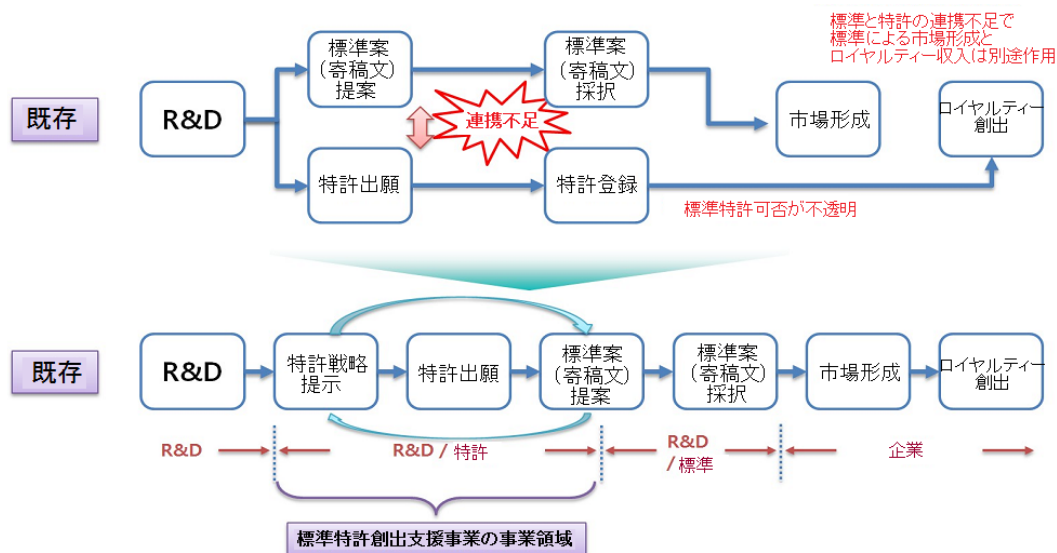 標準と特許の連携不足で
標準による市場形成と
ロイヤルティー収入は別途作用
既存
R&D
標準案
(寄稿文)
提案
標準案
(寄稿文)
採択
連携不足
特許出願
特許登録
市場形成
ロイヤルティー
創出
標準特許可否が不透明
既存
R&D
特許戦略
提示
特許出願
標準案
(寄稿文)
提案
標準案
(寄稿文)
採択
市場形成
ロイヤルティー
創出
R&D
R&D / 特許
R&D
/ 標準
企業
標準特許創出支援事業の事業領域